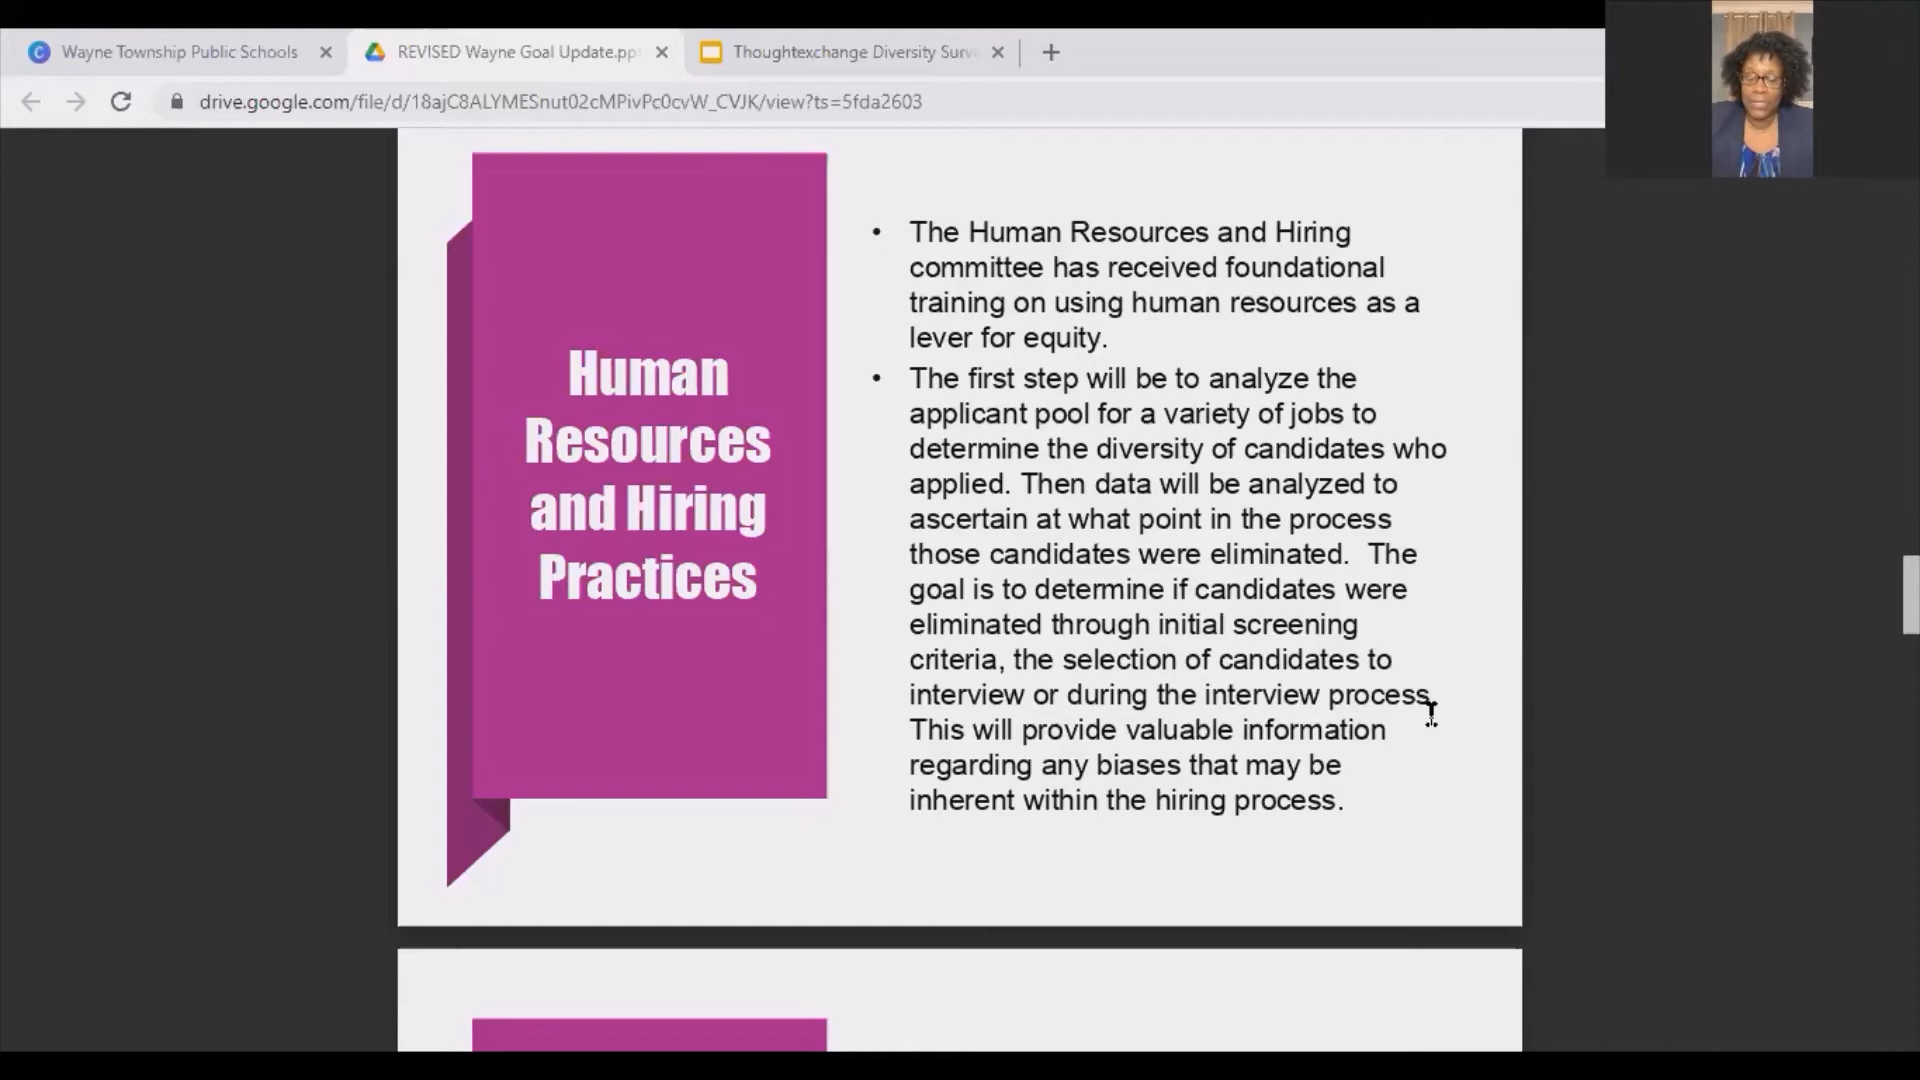 Wayne Township Public Schools
REVISED Wayne Goal Update.pp
Thoughtexchange Diversity Surv
drive.google.com/file/d/18ajC8ALYMESnut02cMPivPc0cvW_CVJK/view?ts=5fda2603
Human
Resources
and Hiring
Practices
• The Human Resources and Hiring
committee has received foundational
training on using human resources as a
lever for equity.
• The first step will be to analyze the
applicant pool for a variety of jobs to
determine the diversity of candidates who
applied. Then data will be analyzed to
ascertain at what point in the process
those candidates were eliminated.  The
goal is to determine if candidates were
eliminated through initial screening
criteria, the selection of candidates to
interview or during the interview process.
This will provide valuable information
regarding any biases that may be
inherent within the hiring process.